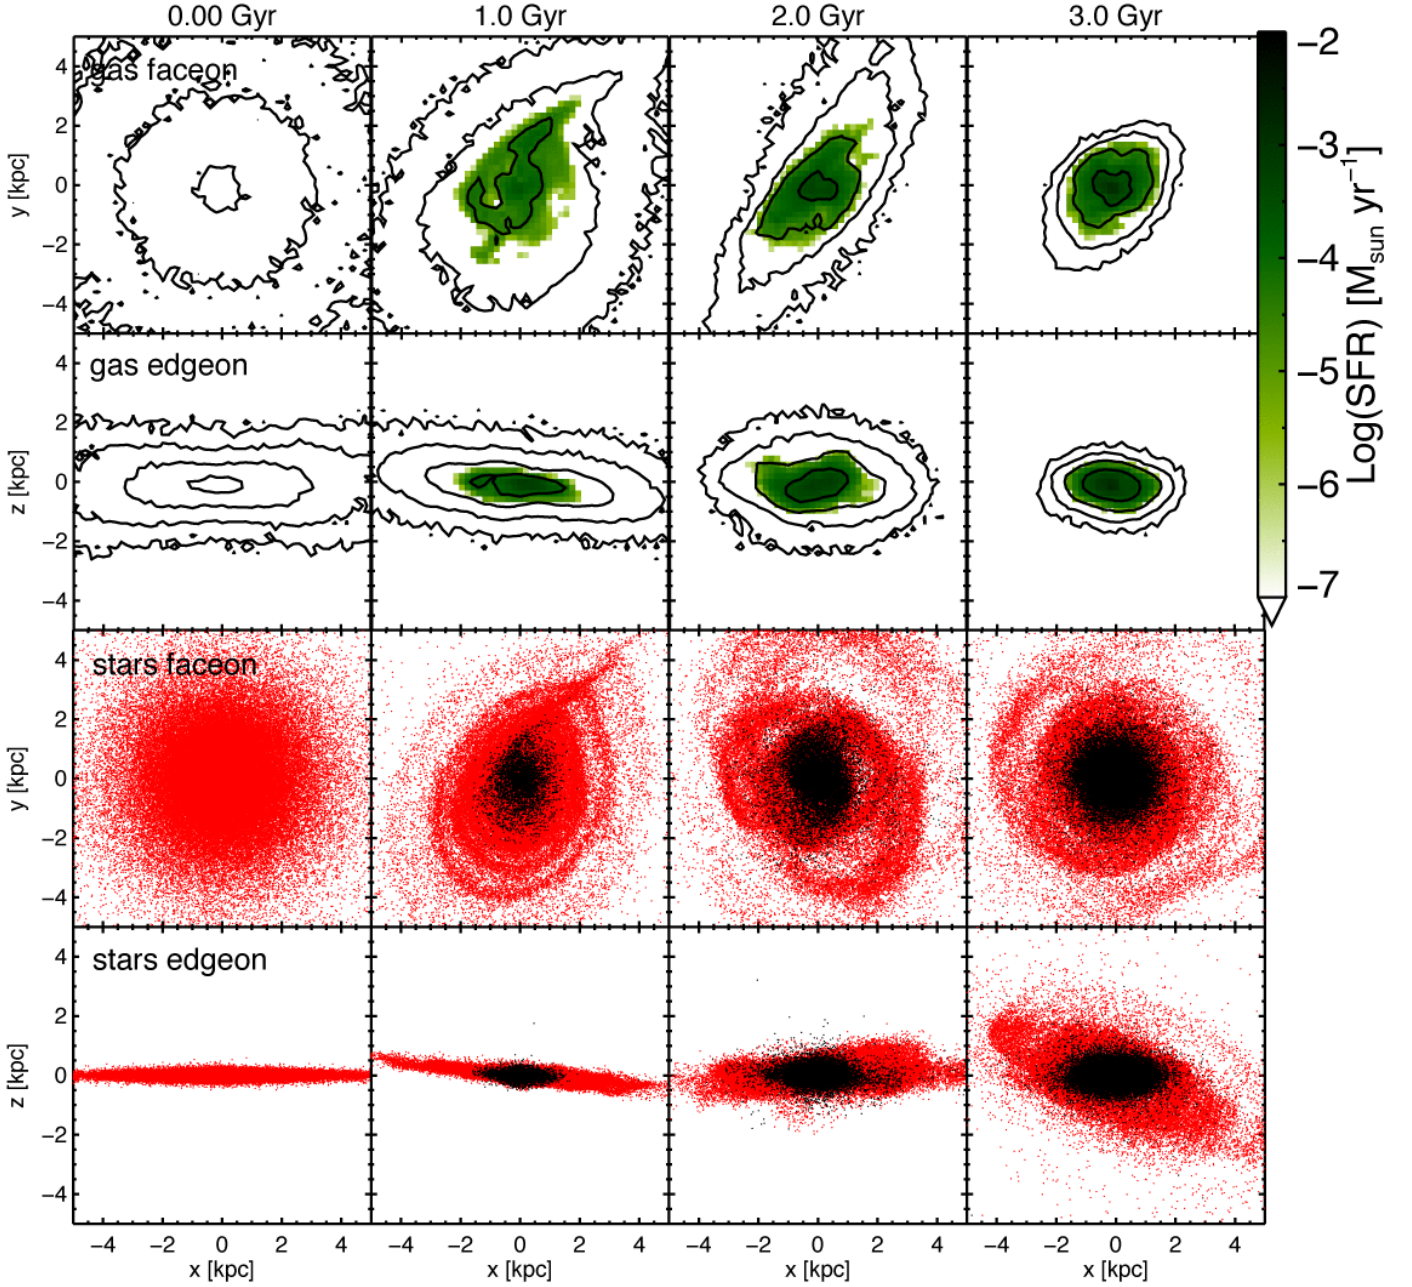 0.00 Gyr 1.0 Gyr 2.0 Gyr 3.0 Gyr
gas faceon
4
2
0
−2
−4
y [kpc]
−2
−3
−4
−5
−6
−7
Log(SFR) [Msun yr−1]
gas edgeon
4
2
0
−2
−4
z [kpc]
stars faceon
4
2
0
−2
−4
y [kpc]
stars edgeon
4
2
0
−2
−4
z [kpc]
−4 −2 0 2 4 −4 −2 0 2 4 −4 −2 0 2 4 −4 −2 0 2 4
x [kpc] x [kpc] x [kpc] x [kpc]